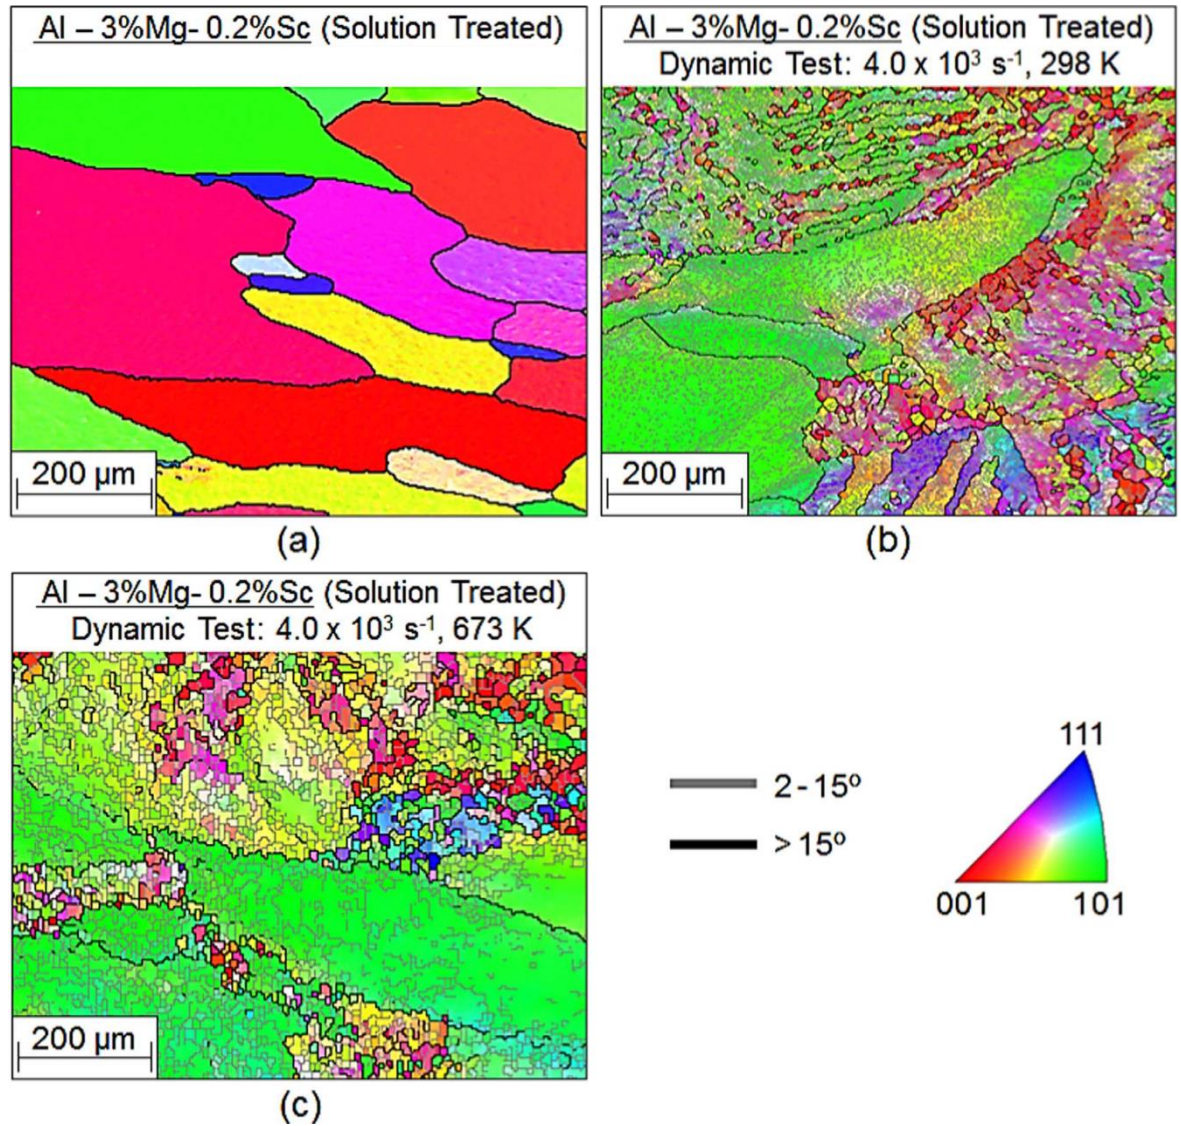 Al – 3%Mg- 0.2%Sc (Solution Treated)
200 µm
(a)
Al – 3%Mg- 0.2%Sc (Solution Treated)
Dynamic Test: 4.0 x 10³ s⁻¹, 298 K
200 µm
(b)
Al – 3%Mg- 0.2%Sc (Solution Treated)
Dynamic Test: 4.0 x 10³ s⁻¹, 673 K
200 µm
(c)
2 - 15º
> 15º
111
001 101